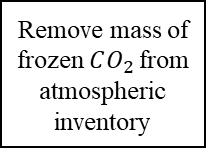 Remove mass of
frozen CO₂ from
atmospheric
inventory